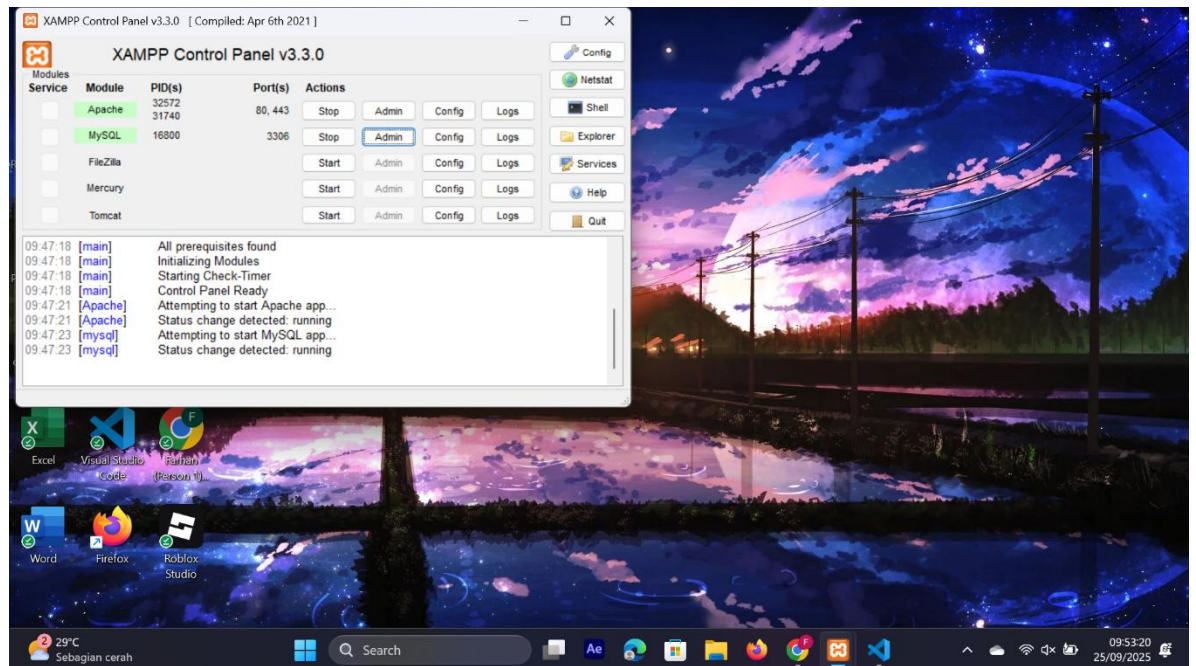 XAMPP Control Panel v3.3.0 [ Compiled: Apr 6th 2021 ]
XAMPP Control Panel v3.3.0
Config
Modules
Service Module PID(s) Port(s) Actions
Netstat
Apache 32572 31740 80, 443 Stop Admin Config Logs
Shell
MySQL 16800 3306 Stop Admin Config Logs
Explorer
FileZilla Start Admin Config Logs
Services
Mercury Start Admin Config Logs
Help
Tomcat Start Admin Config Logs
Quit
09:47:18 [main] All prerequisites found
09:47:18 [main] Initializing Modules
09:47:18 [main] Starting Check-Timer
09:47:18 [main] Control Panel Ready
09:47:21 [Apache] Attempting to start Apache app...
09:47:21 [Apache] Status change detected: running
09:47:23 [mysql] Attempting to start MySQL app...
09:47:23 [mysql] Status change detected: running
Excel
Visual Studio
Code
Farhan
(Person 1)...
Word
Firefox
Roblox
Studio
2
29°C
Sebagian cerah
Search
Ae
09:53:20
25/09/2025